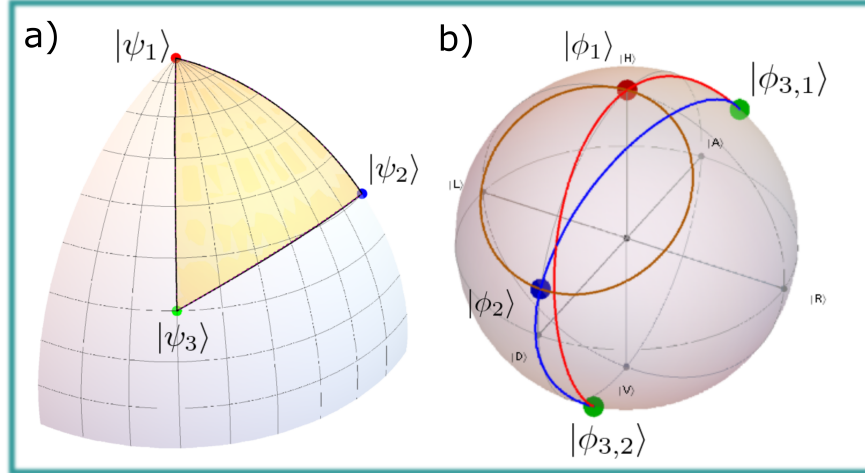 a)
|ψ₁⟩
|ψ₂⟩
|ψ₃⟩
b)
|ϕ₁⟩
|H⟩
|ϕ₃,₁⟩
|A⟩
|L⟩
|ϕ₂⟩
|R⟩
|D⟩
|V⟩
|ϕ₃,₂⟩